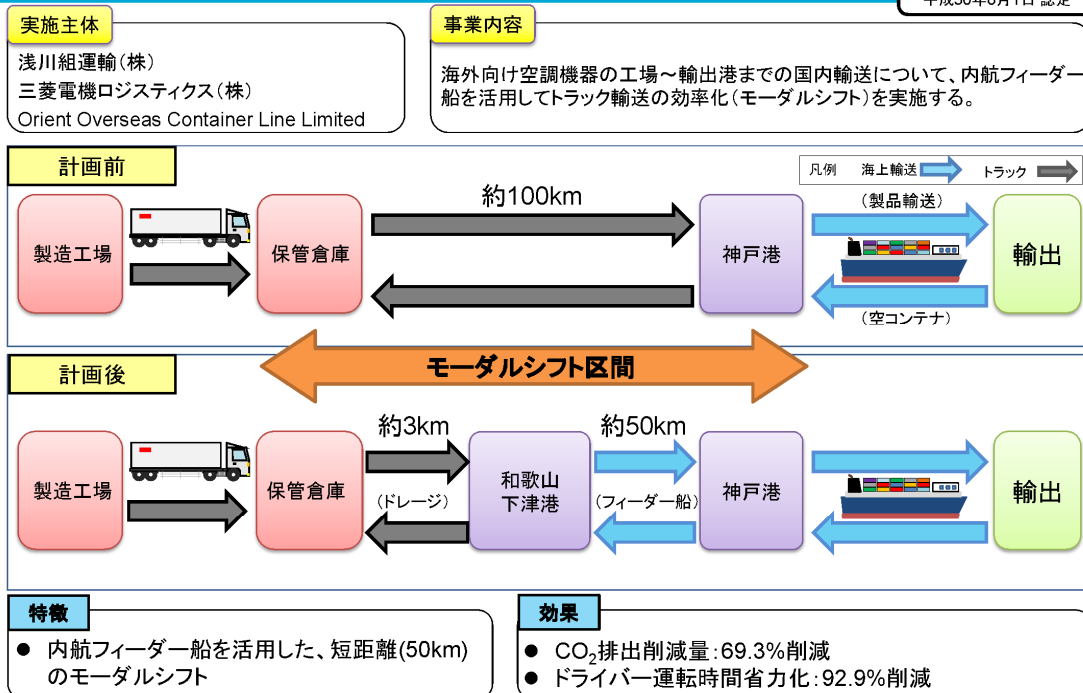 平成30年8月1日 認定
実施主体
浅川組運輸(株)
三菱電機ロジスティクス(株)
Orient Overseas Container Line Limited
事業内容
海外向け空調機器の工場～輸出港までの国内輸送について、内航フィーダー
船を活用してトラック輸送の効率化(モーダルシフト)を実施する。
計画前
凡例 海上輸送 トラック
製造工場
保管倉庫
約100km
神戸港
(製品輸送)
(空コンテナ)
輸出
モーダルシフト区間
計画後
製造工場
保管倉庫
約3km
(ドレージ)
和歌山
下津港
約50km
(フィーダー船)
神戸港
輸出
特徴
● 内航フィーダー船を活用した、短距離(50km)
のモーダルシフト
効果
● CO₂排出削減量:69.3%削減
● ドライバー運転時間省力化:92.9%削減